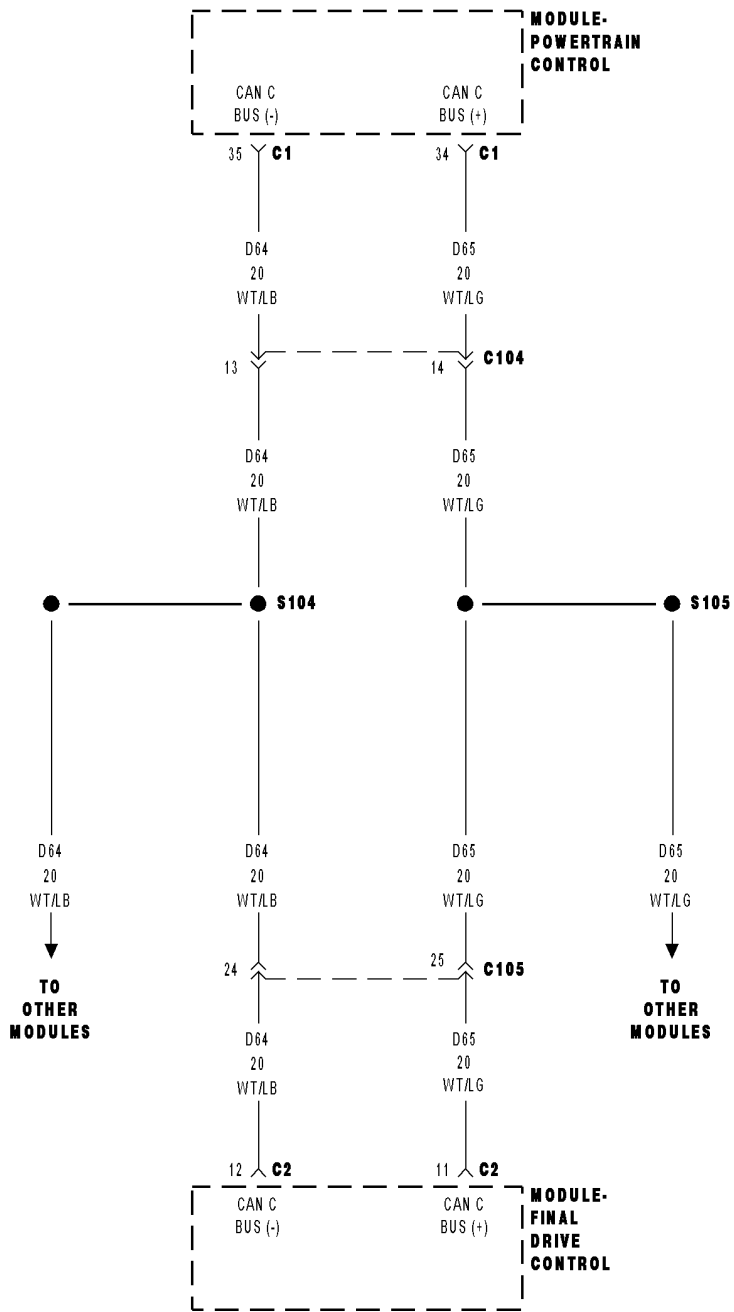 MODULE-
POWERTRAIN
CONTROL
CAN C
BUS (-)
CAN C
BUS (+)
35 C1
34 C1
D64
20
WT/LB
D65
20
WT/LG
C104
13
14
D64
20
WT/LB
D65
20
WT/LG
S104
S105
D64
20
WT/LB
D64
20
WT/LB
D65
20
WT/LG
D65
20
WT/LG
24
25
C105
TO
OTHER
MODULES
TO
OTHER
MODULES
D64
20
WT/LB
D65
20
WT/LG
12 C2
11 C2
CAN C
BUS (-)
CAN C
BUS (+)
MODULE-
FINAL
DRIVE
CONTROL